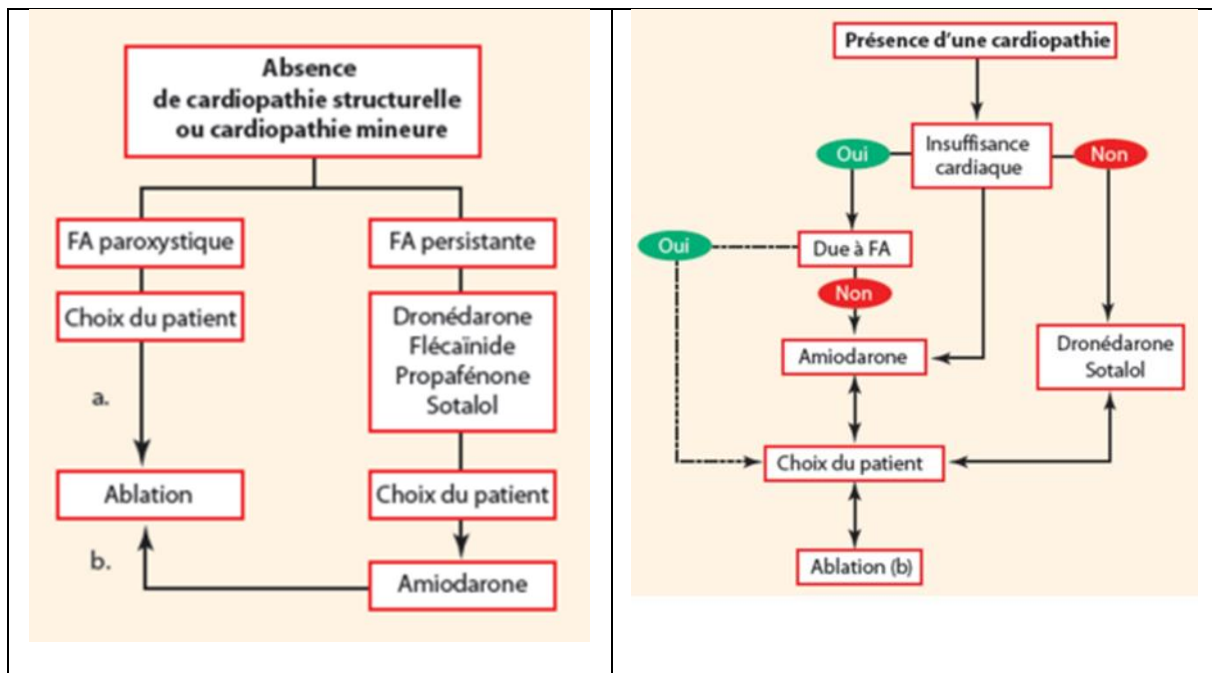 Absence
de cardiopathie structurelle
ou cardiopathie mineure
FA paroxystique
FA persistante
Choix du patient
Dronédarone
Flécaïnide
Propafénone
Sotalol
a.
Ablation
Choix du patient
b.
Amiodarone
Présence d'une cardiopathie
Insuffisance
cardiaque
Oui
Non
Oui
Due à FA
Non
Amiodarone
Dronédarone
Sotalol
Choix du patient
Ablation (b)